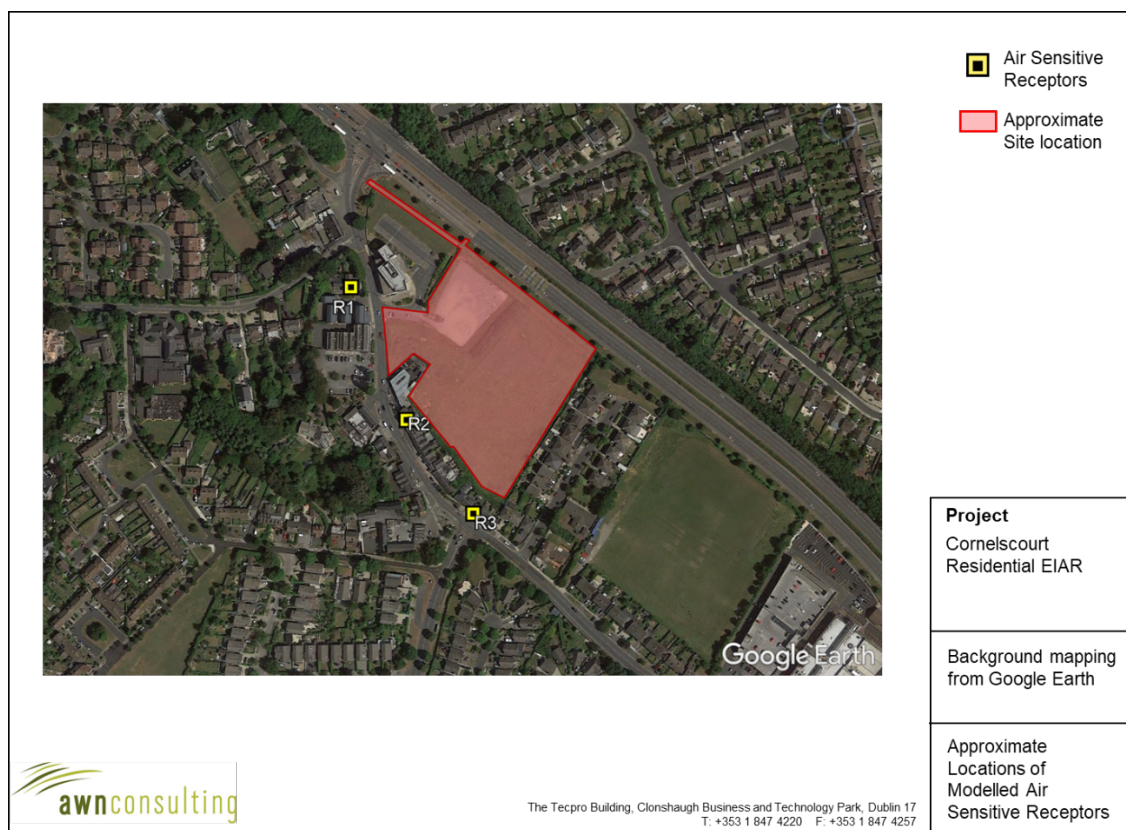 Air Sensitive
Receptors
Approximate
Site location
R1
R2
R3
Google Earth
Project
Cornelscourt
Residential EIAR
Background mapping
from Google Earth
Approximate
Locations of
Modelled Air
Sensitive Receptors
awnconsulting
The Tecpro Building, Clonshaugh Business and Technology Park, Dublin 17
T: +353 1 847 4220 F: +353 1 847 4257